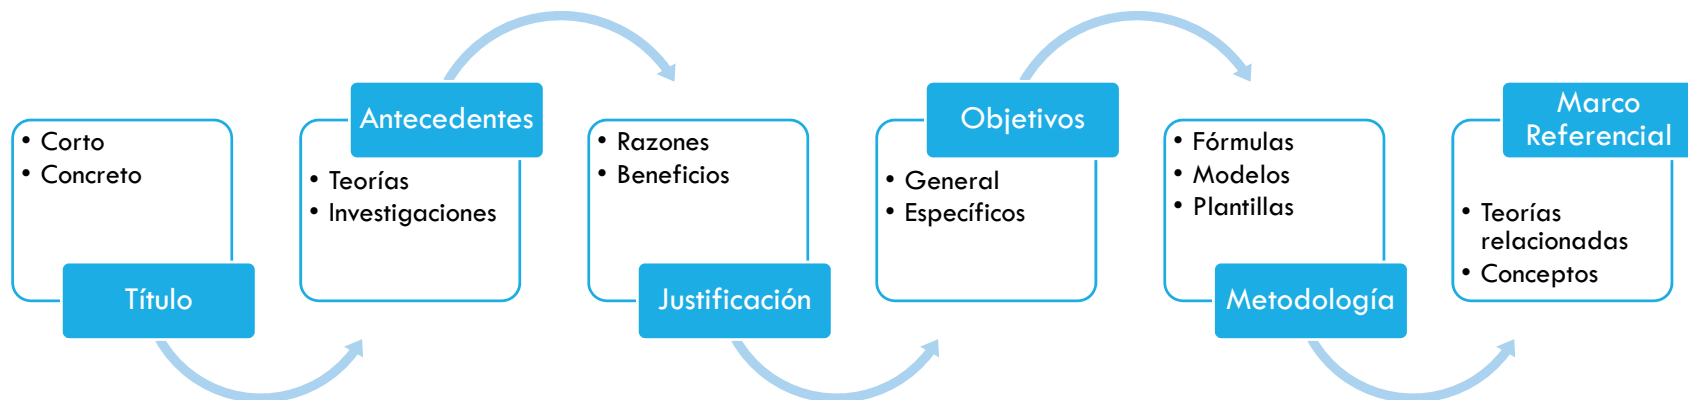 • Corto
• Concreto
Título
Antecedentes
• Teorías
• Investigaciones
• Razones
• Beneficios
Justificación
Objetivos
• General
• Específicos
• Fórmulas
• Modelos
• Plantillas
Metodología
Marco
Referencial
• Teorías
relacionadas
• Conceptos